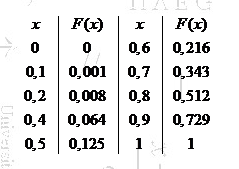 x F(x) x F(x)
0 0 0,6 0,216
0,1 0,001 0,7 0,343
0,2 0,008 0,8 0,512
0,4 0,064 0,9 0,729
0,5 0,125 1 1